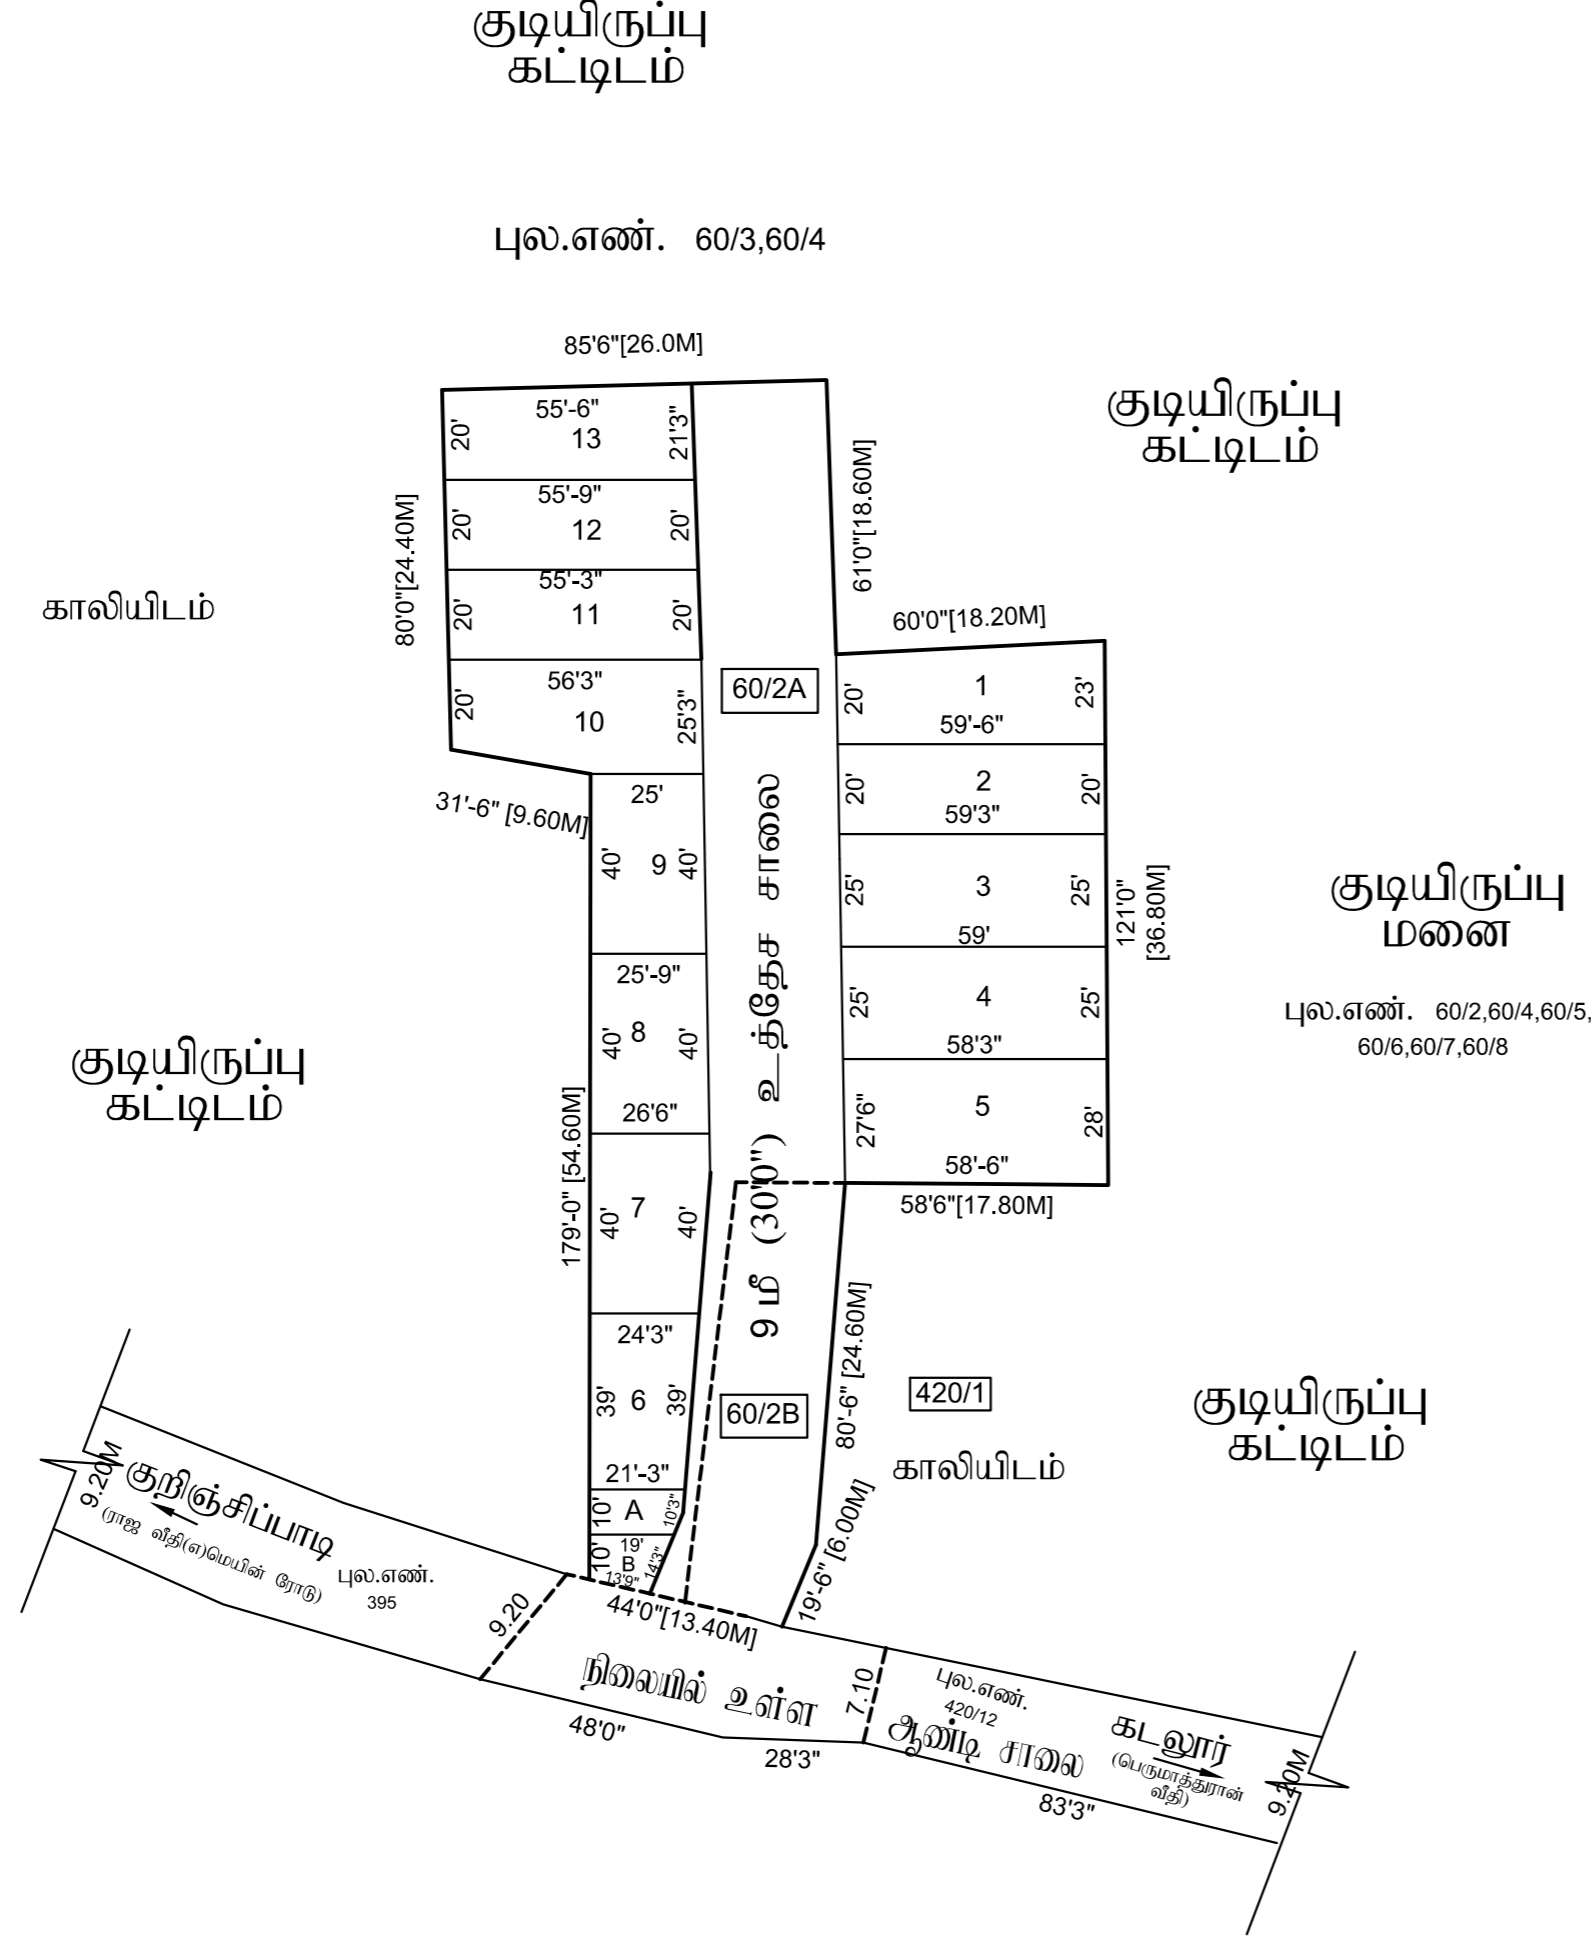 குடியிருப்பு
கட்டிடம்
புல.எண். 60/3,60/4
85'6"[26.0M]
குடியிருப்பு
கட்டிடம்
காலியிடம்
80'0"[24.40M]
20'
55'-6"
13
21'3"
20'
55'-9"
12
20'
20'
55'-3"
11
20'
20'
56'3"
10
25'3"
61'0"[18.60M]
60'0"[18.20M]
60/2A
20'
1
23'
59'-6"
20'
2
20'
59'3"
25'
3
25'
59'
25'
4
25'
58'3"
27'6"
5
28'
58'-6"
58'6"[17.80M]
121'0"
[36.80M]
குடியிருப்பு
மனை
புல.எண். 60/2,60/4,60/5,
60/6,60/7,60/8
31'-6" [9.60M]
25'
40'
9
40'
25'-9"
40'
8
40'
26'6"
40'
7
40'
24'3"
39'
6
39'
21'-3"
10'
A
10'3"
10'
19'
B
14'3"
13'9"
179'-0" [54.60M]
குடியிருப்பு
கட்டிடம்
9 மீ (30'0") உத்தேச சாலை
60/2B
80'-6" [24.60M]
19'-6" [6.00M]
420/1
காலியிடம்
குடியிருப்பு
கட்டிடம்
9.20M
குறிஞ்சிப்பாடி
(ராஜ வீதி(எ)மெயின் ரோடு)
புல.எண்.
395
9.20
44'0"[13.40M]
நிலையில் உள்ள
48'0"
28'3"
7.10
புல.எண்.
420/12
ஆண்டி சாலை
கடலூர்
(பெருமாத்துரான்
வீதி)
9.20M
83'3"